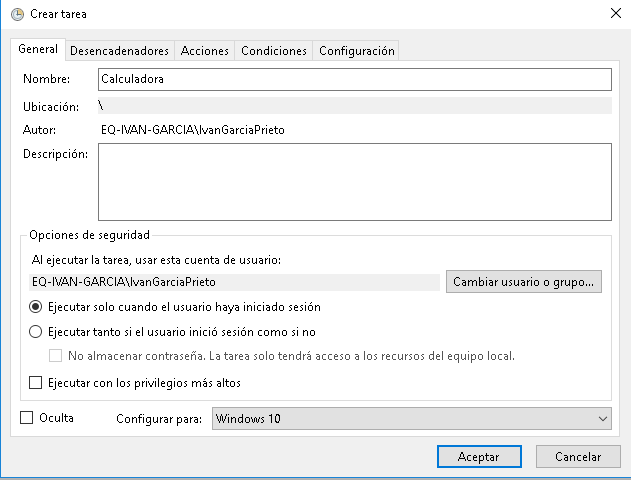 Crear tarea
General Desencadenadores Acciones Condiciones Configuración
Nombre: Calculadora
Ubicación: \
Autor: EQ-IVAN-GARCIA\IvanGarciaPrieto
Descripción:
Opciones de seguridad
Al ejecutar la tarea, usar esta cuenta de usuario:
EQ-IVAN-GARCIA\IvanGarciaPrieto Cambiar usuario o grupo...
Ejecutar solo cuando el usuario haya iniciado sesión
Ejecutar tanto si el usuario inició sesión como si no
No almacenar contraseña. La tarea solo tendrá acceso a los recursos del equipo local.
Ejecutar con los privilegios más altos
Oculta Configurar para: Windows 10
Aceptar Cancelar